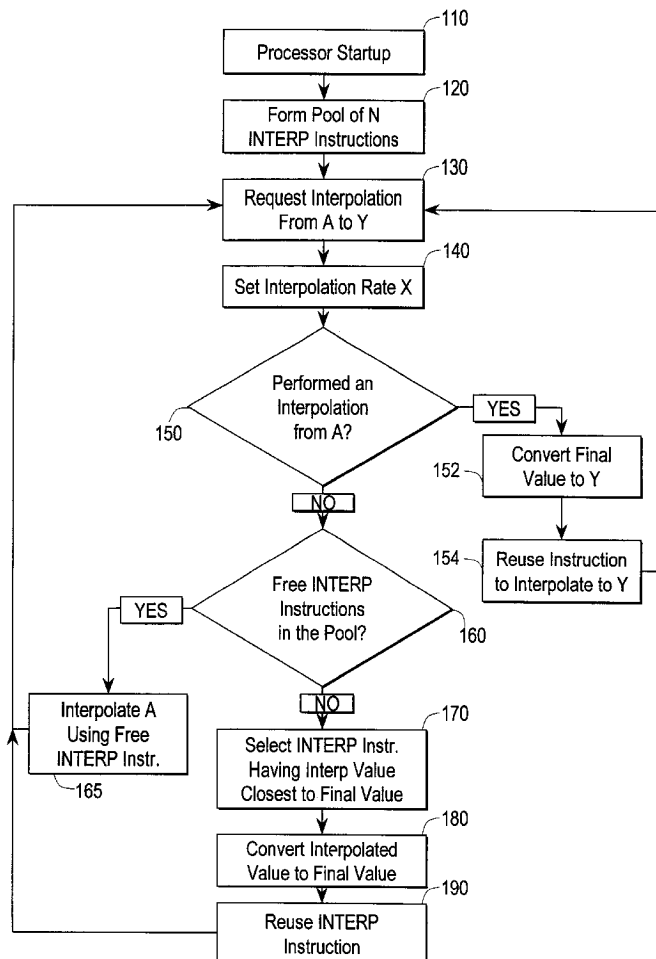 110
Processor Startup
120
Form Pool of N
INTERP Instructions
130
Request Interpolation
From A to Y
140
Set Interpolation Rate X
Performed an
Interpolation
from A?
150
YES
NO
152
Convert Final
Value to Y
154
Reuse Instruction
to Interpolate to Y
Free INTERP
Instructions
in the Pool?
160
YES
NO
Interpolate A
Using Free
INTERP Instr.
165
170
Select INTERP Instr.
Having Interp Value
Closest to Final Value
180
Convert Interpolated
Value to Final Value
190
Reuse INTERP
Instruction